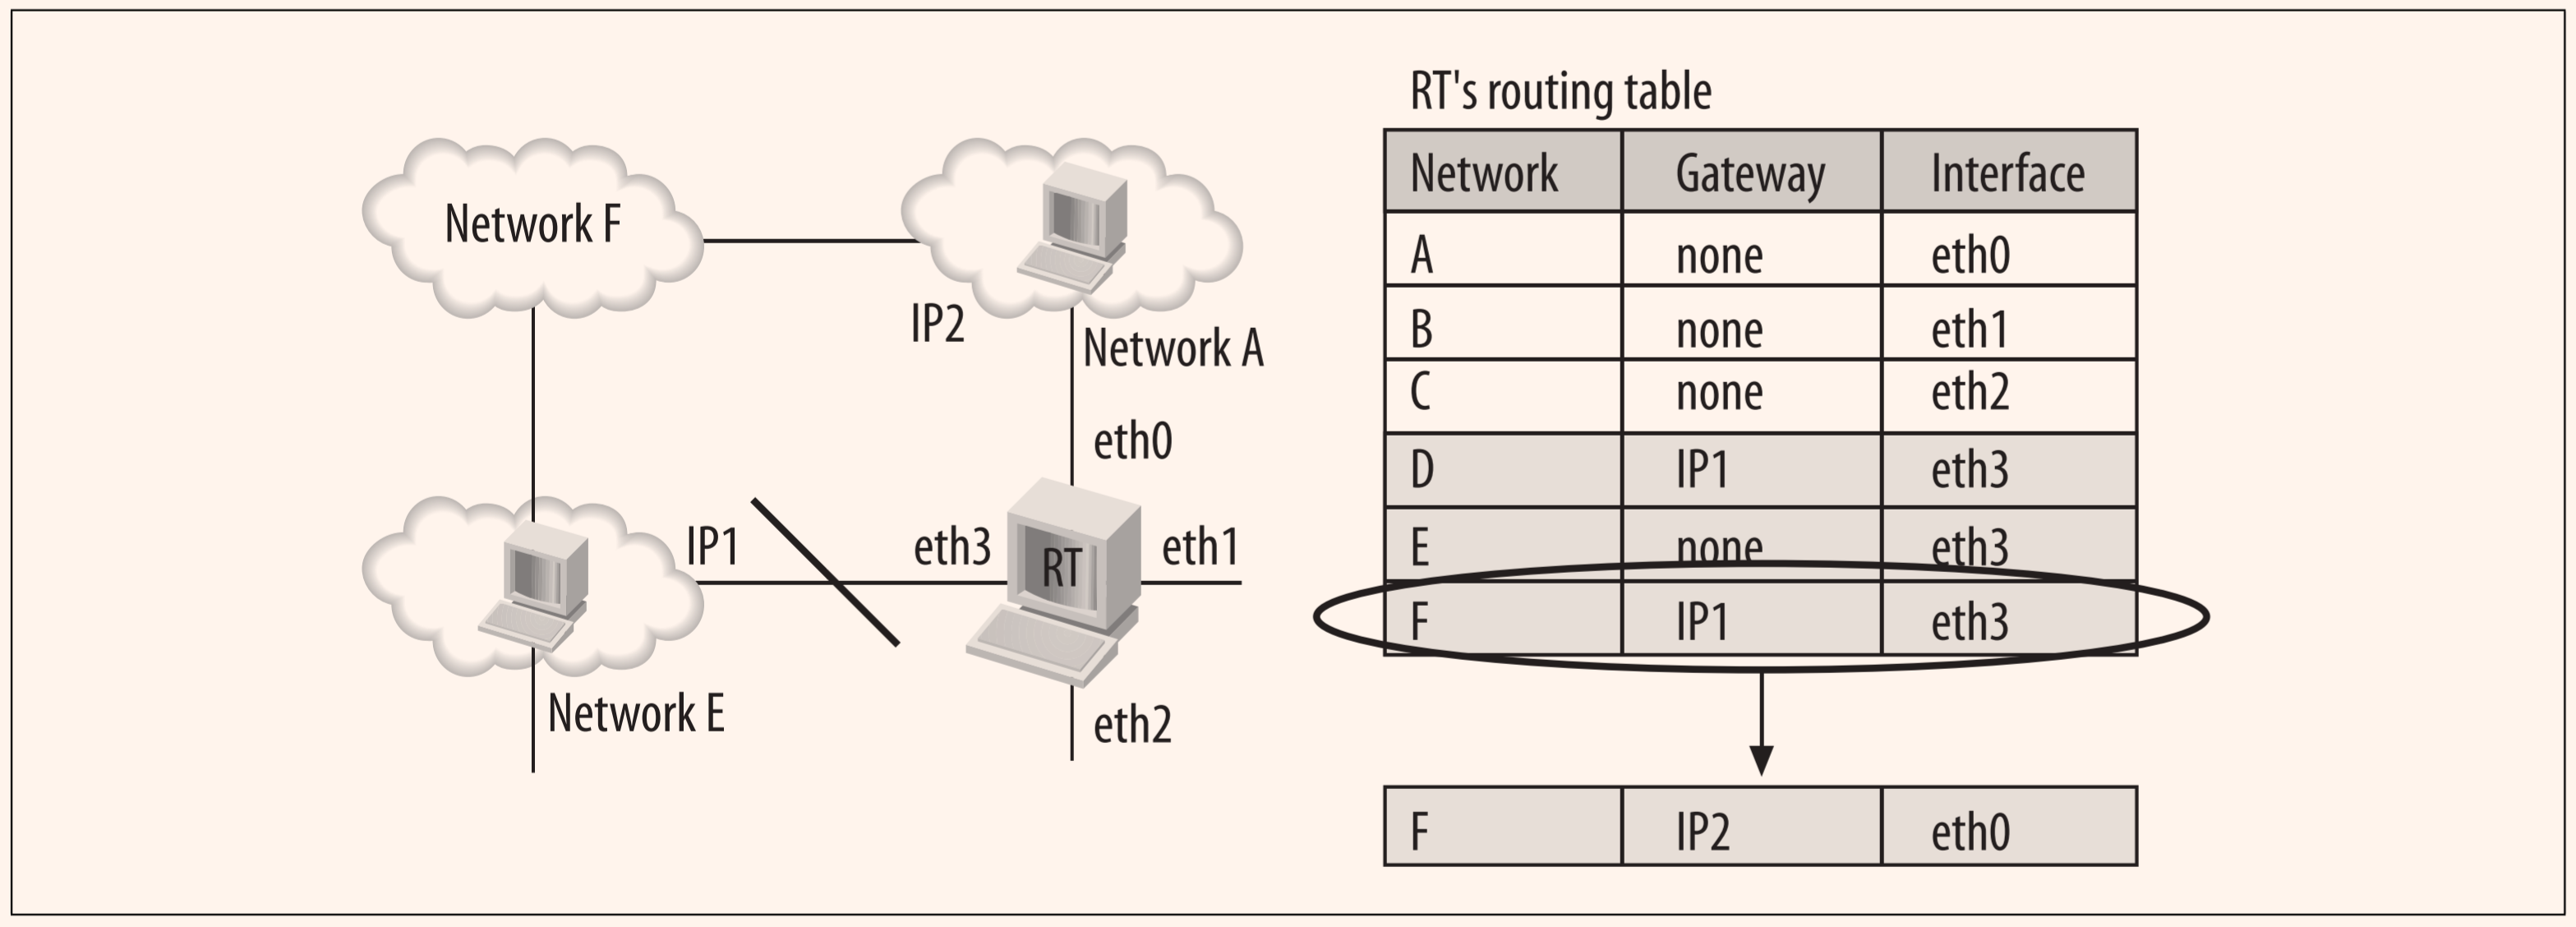 Network F
IP2
Network A
eth0
IP1
eth3
RT
eth1
Network E
eth2
RT's routing table
Network Gateway Interface
A none eth0
B none eth1
C none eth2
D IP1 eth3
E none eth3
F IP1 eth3
F IP2 eth0